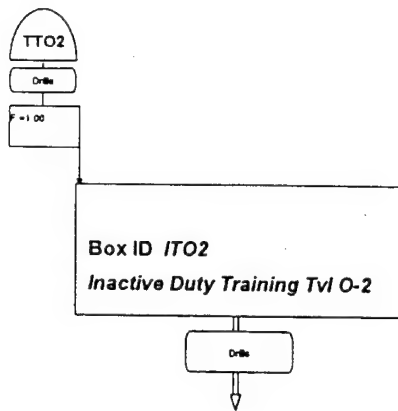 TTO2
Drills
F =1.00
Box ID ITO2
Inactive Duty Training Tvl O-2
Drills